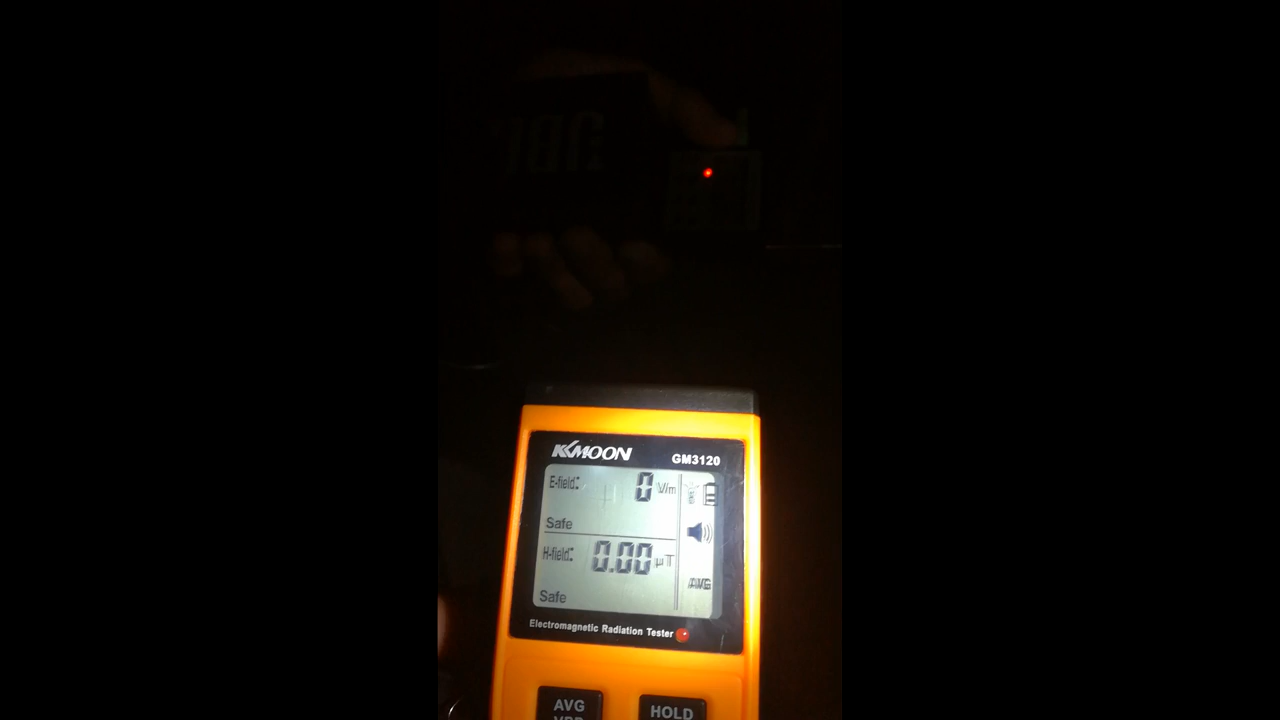 KKMOON
GM3120
E-field: 0 V/m
Safe
H-field: 0.00 µT
Safe
AVG
Electromagnetic Radiation Tester
AVG
HOLD